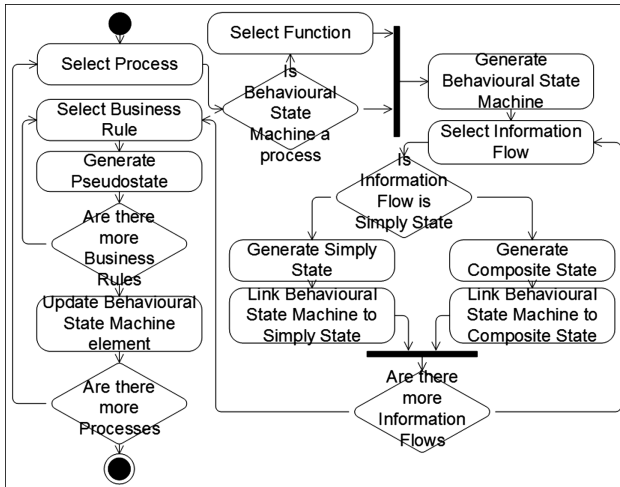 Select Process
Select Function
Is
Behavioural
State
Machine a
process
Generate
Behavioural State
Machine
Select Information
Flow
Is
Information
Flow is
Simply State
Generate Simply
State
Generate
Composite State
Link Behavioural
State Machine to
Simply State
Link Behavioural
State Machine to
Composite State
Are there
more
Information
Flows
Select Business
Rule
Generate
Pseudostate
Are there
more
Business
Rules
Update Behavioural
State Machine
element
Are there
more
Processes